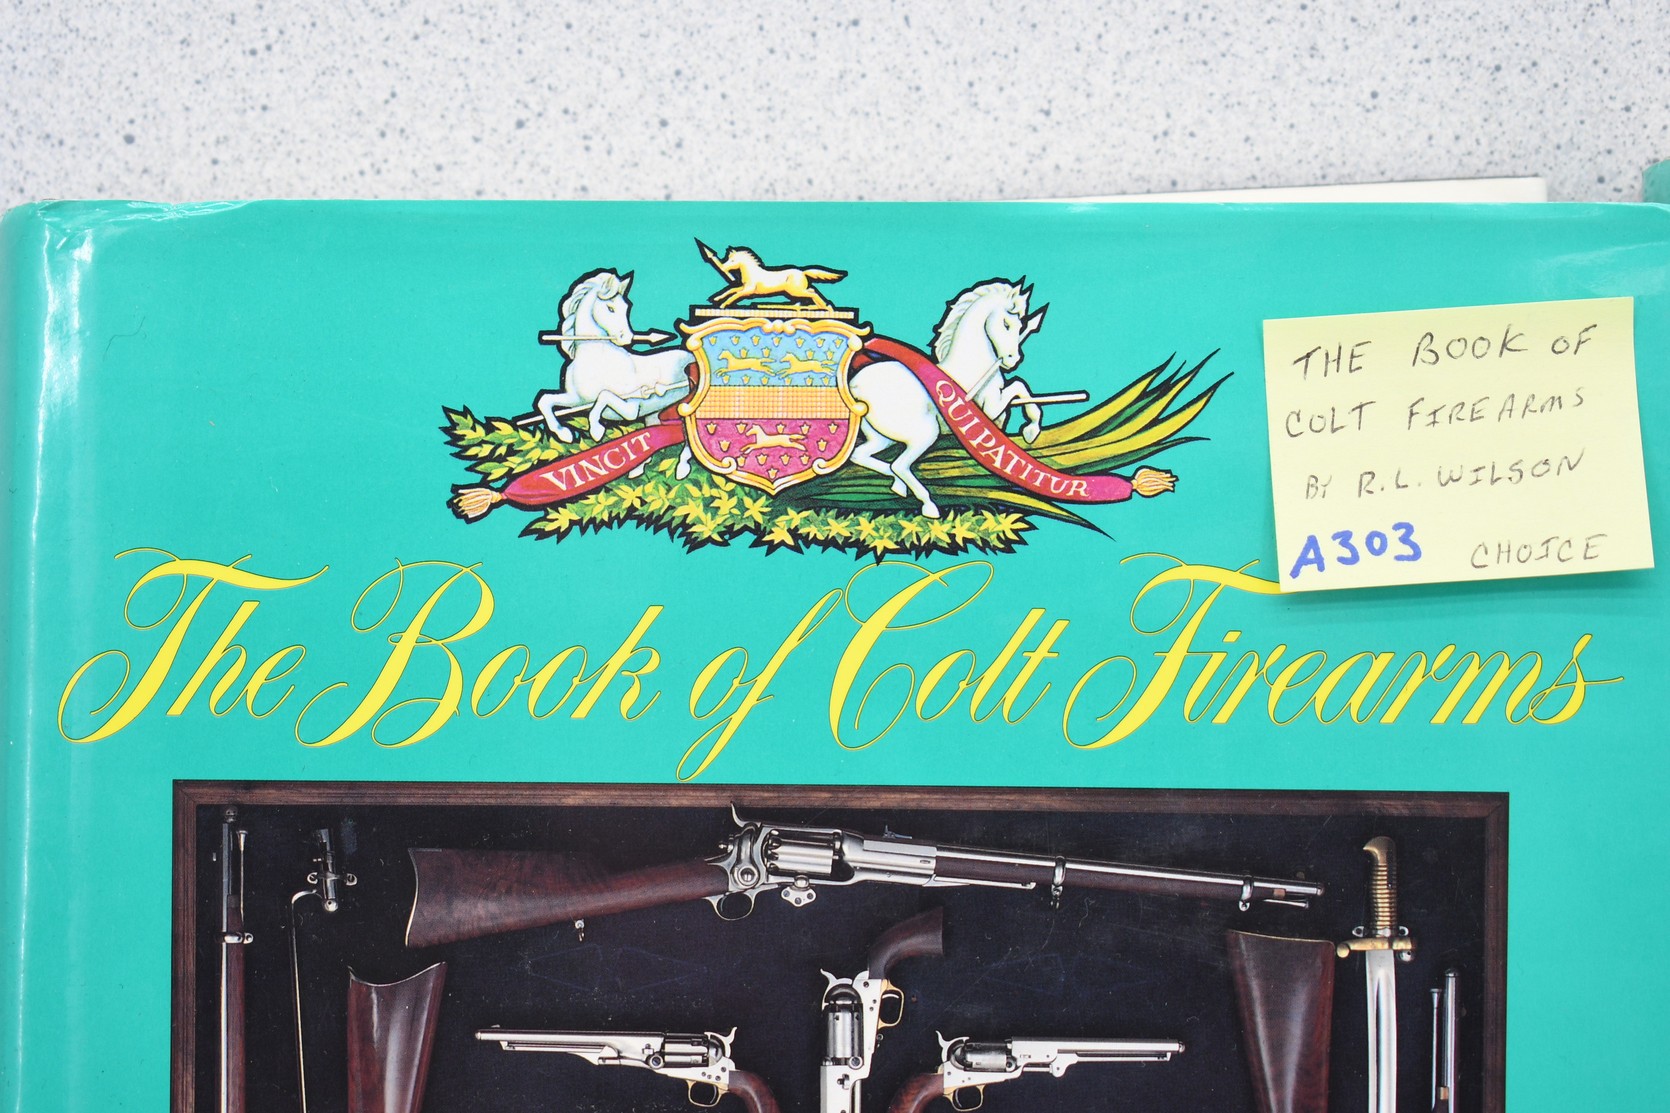 VINCIT
QUI PATITUR
The Book of Colt Firearms
THE BOOK OF
COLT FIREARMS
BY R.L. WILSON
A303 CHOICE